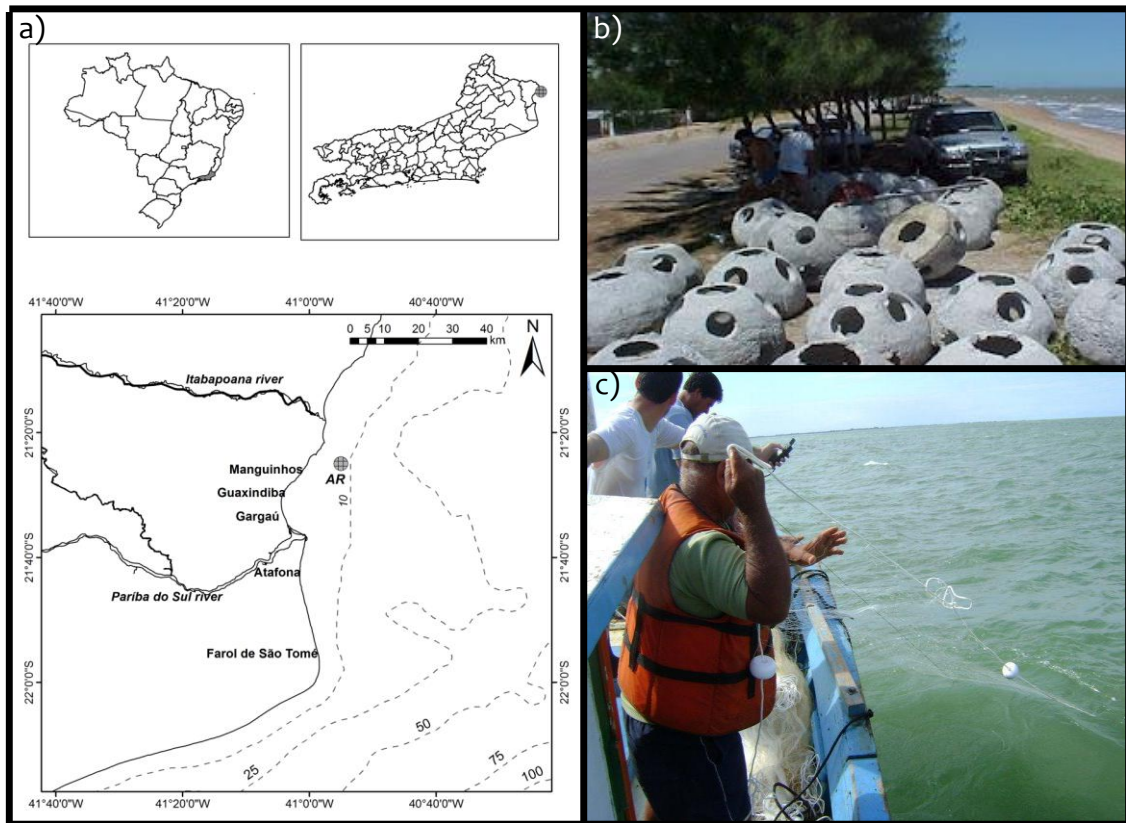 a)
b)
41°40'0"W 41°20'0"W 41°0'0"W 40°40'0"W
0 5 10 20 30 40
km
N
Itabapoana river
21°20'0"S 21°20'0"S
Manguinhos
AR
10
Guaxindiba
Gargaú
21°40'0"S 21°40'0"S
Atafona
Paríba do Sul river
Farol de São Tomé
22°0'0"S 22°0'0"S
25
50
75
100
41°40'0"W 41°20'0"W 41°0'0"W 40°40'0"W
c)